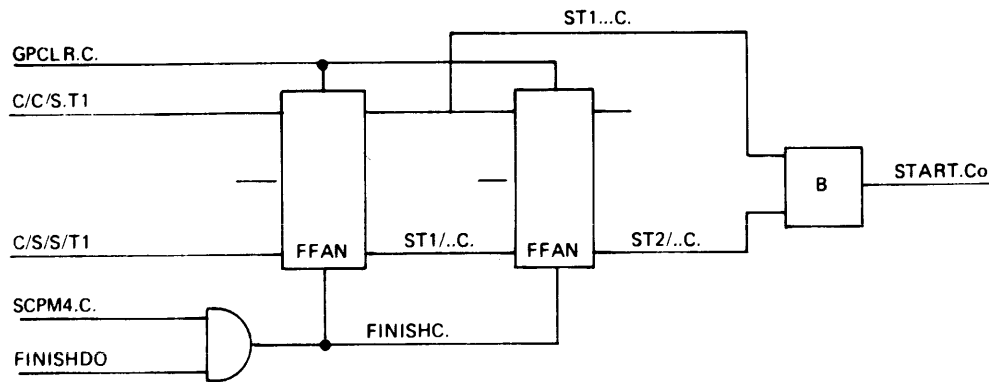 ST1...C.
GPCLR.C.
C/C/S.T1
B
START.Co
C/S/S/T1
FFAN
ST1/..C.
FFAN
ST2/..C.
SCPM4.C.
FINISHC.
FINISHDO